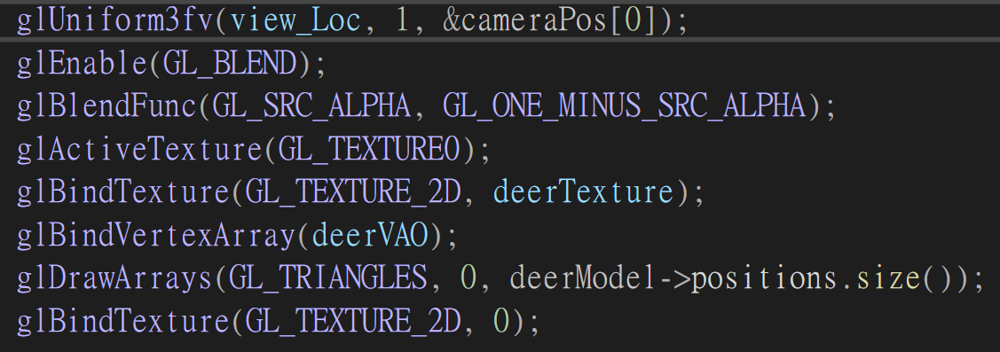 glUniform3fv(view_Loc, 1, &cameraPos[0]);
glEnable(GL_BLEND);
glBlendFunc(GL_SRC_ALPHA, GL_ONE_MINUS_SRC_ALPHA);
glActiveTexture(GL_TEXTURE0);
glBindTexture(GL_TEXTURE_2D, deerTexture);
glBindVertexArray(deerVAO);
glDrawArrays(GL_TRIANGLES, 0, deerModel->positions.size());
glBindTexture(GL_TEXTURE_2D, 0);